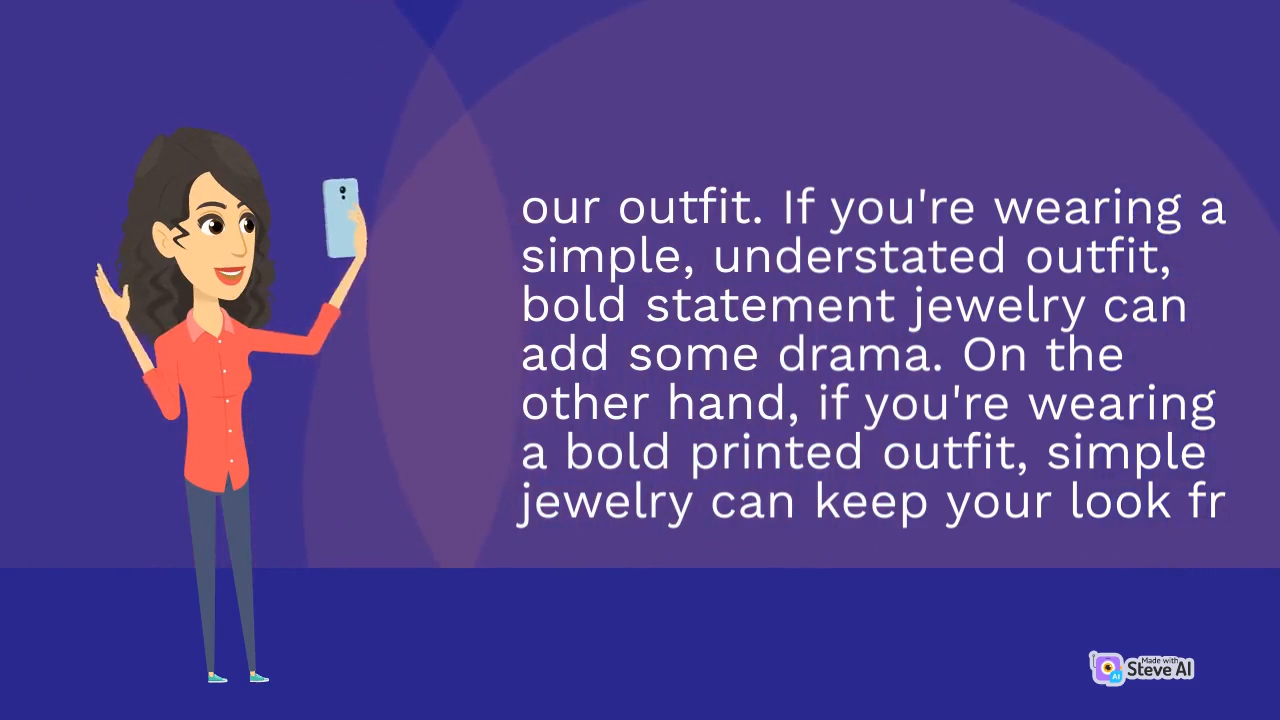 our outfit. If you're wearing a
simple, understated outfit,
bold statement jewelry can
add some drama. On the
other hand, if you're wearing
a bold printed outfit, simple
jewelry can keep your look fr
Made with
Steve AI
AI